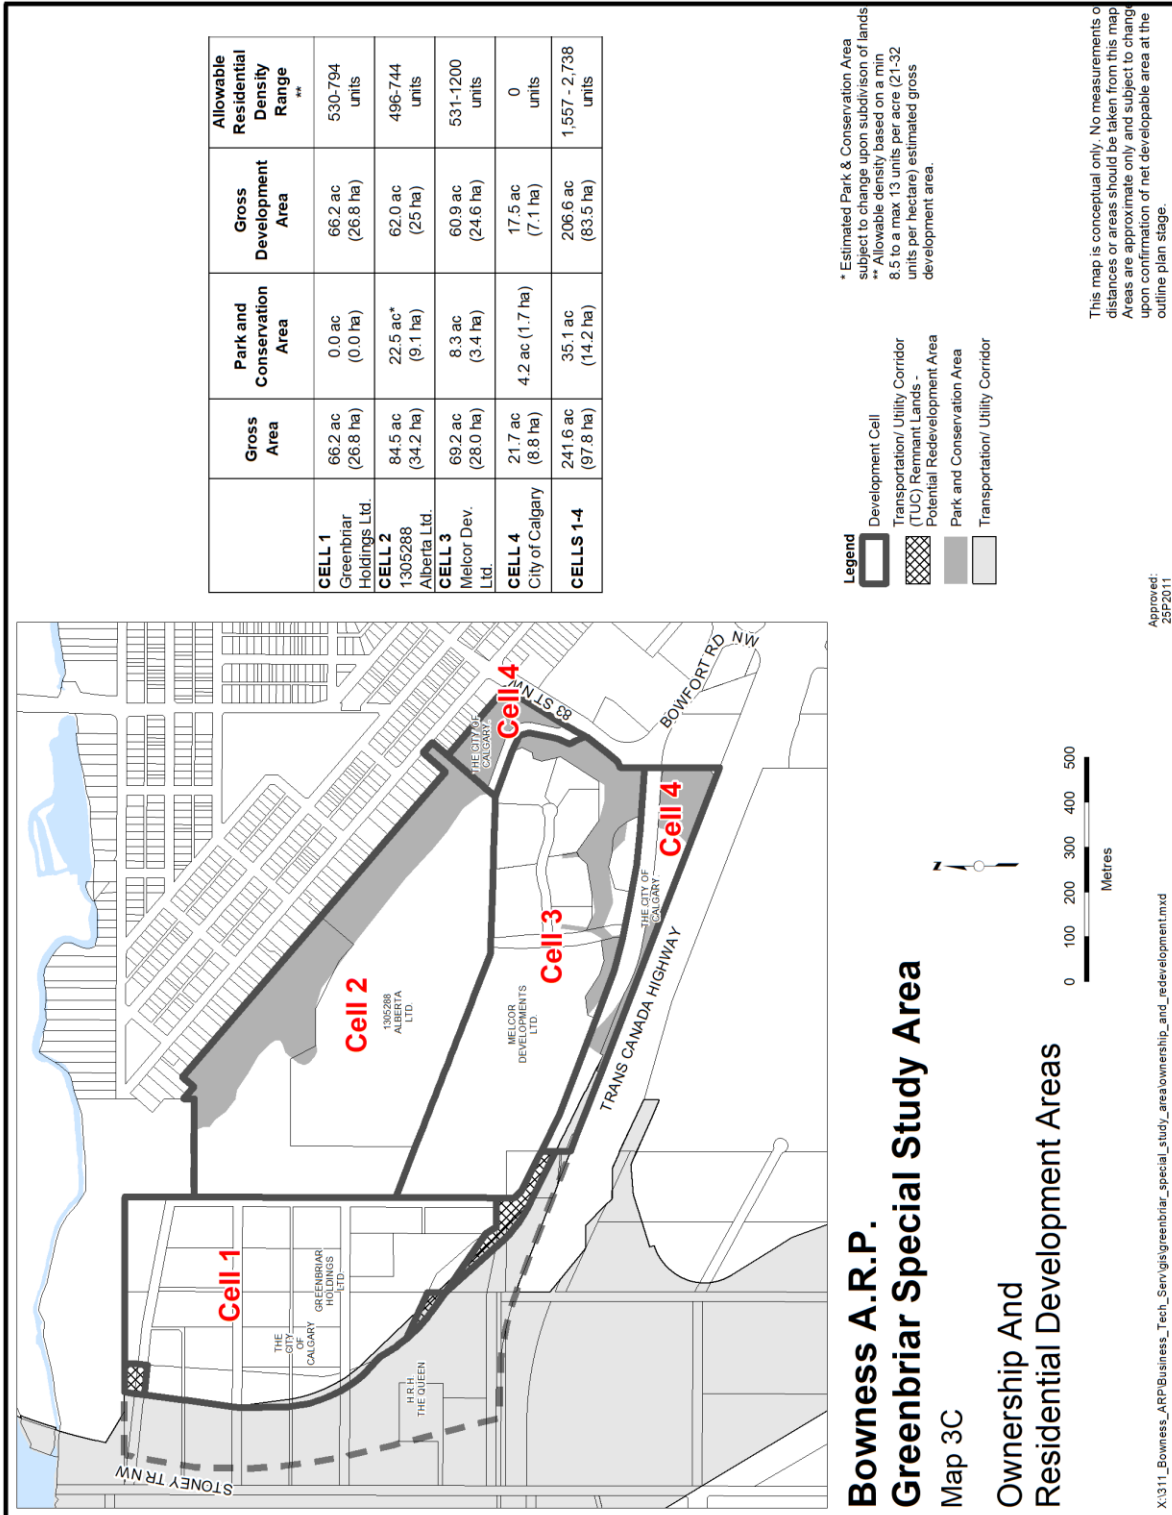 Gross
Area
Park and
Conservation
Area
Gross
Development
Area
Allowable
Residential
Density
Range
**
CELL 1
Greenbriar
Holdings Ltd.
66.2 ac
(26.8 ha)
0.0 ac
(0.0 ha)
66.2 ac
(26.8 ha)
530-794
units
CELL 2
1305288
Alberta Ltd.
84.5 ac
(34.2 ha)
22.5 ac*
(9.1 ha)
62.0 ac
(25 ha)
496-744
units
CELL 3
Melcor Dev.
Ltd.
69.2 ac
(28.0 ha)
8.3 ac
(3.4 ha)
60.9 ac
(24.6 ha)
531-1200
units
CELL 4
City of Calgary
21.7 ac
(8.8 ha)
4.2 ac (1.7 ha)
17.5 ac
(7.1 ha)
0
units
CELLS 1-4
241.6 ac
(97.8 ha)
35.1 ac
(14.2 ha)
206.6 ac
(83.5 ha)
1,557 - 2,738
units
STONEY TR NW
Cell 1
THE
CITY
OF
CALGARY
GREENBRIAR
HOLDINGS
LTD
H.R.H.
THE QUEEN
Cell 2
1305288
ALBERTA
LTD.
Cell 3
MELCOR
DEVELOPMENTS
LTD.
THE CITY OF
CALGARY
Cell 4
83 ST NW
THE CITY OF
CALGARY
Cell 4
TRANS CANADA HIGHWAY
BOWFORT RD NW
Bowness A.R.P.
Greenbriar Special Study Area
Map 3C
Ownership And
Residential Development Areas
N
0 100 200 300 400 500
Metres
Legend
Development Cell
Transportation/ Utility Corridor
(TUC) Remnant Lands -
Potential Redevelopment Area
Park and Conservation Area
Transportation/ Utility Corridor
* Estimated Park & Conservation Area
subject to change upon subdivison of lands
** Allowable density based on a min
8.5 to a max 13 units per acre (21-32
units per hectare) estimated gross
development area.
This map is conceptual only. No measurements o
distances or areas should be taken from this map
Areas are approximate only and subject to chang
upon confirmation of net developable area at the
outline plan stage.
Approved:
25P2011
X:\311_Bowness_ARP\Business_Tech_Serv\gis\greenbriar_special_study_area\ownership_and_redevelopment.mxd